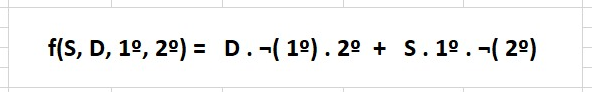 f(S, D, 1º, 2º) = D . ¬( 1º) . 2º + S . 1º . ¬( 2º)